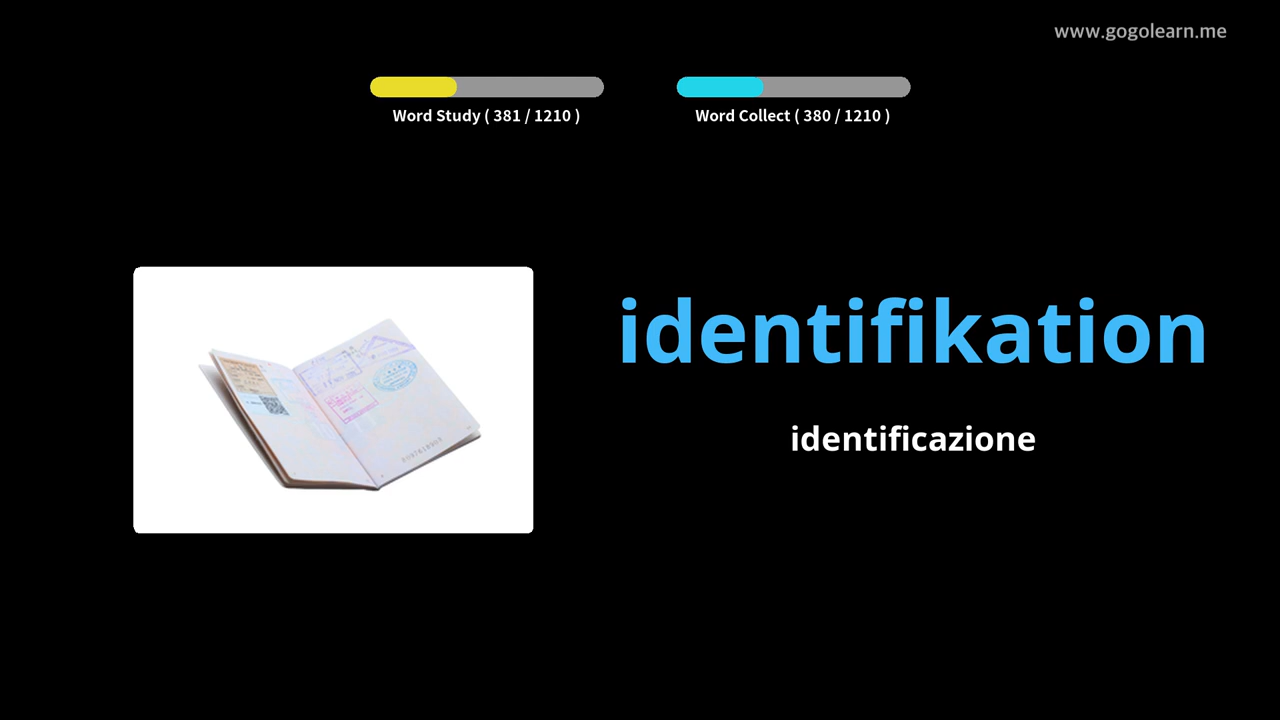 www.gogolearn.me
Word Study ( 381 / 1210 )
Word Collect ( 380 / 1210 )
identifikation
identificazione